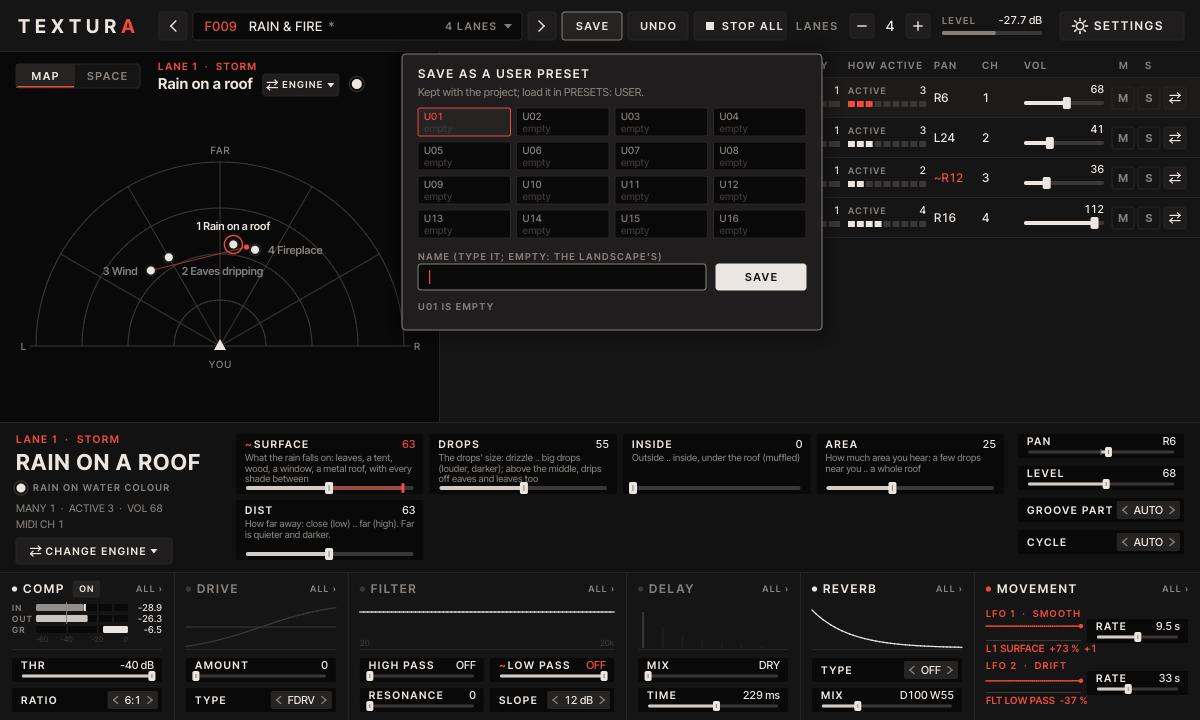 TEXTURA
F009 RAIN & FIRE * 4 LANES
SAVE
UNDO
STOP ALL
LANES
4
LEVEL -27.7 dB
SETTINGS
MAP
SPACE
LANE 1 · STORM
Rain on a roof
ENGINE
SAVE AS A USER PRESET
Kept with the project; load it in PRESETS: USER.
U01
empty
U02
empty
U03
empty
U04
empty
U05
empty
U06
empty
U07
empty
U08
empty
U09
empty
U10
empty
U11
empty
U12
empty
U13
empty
U14
empty
U15
empty
U16
empty
NAME (TYPE IT; EMPTY: THE LANDSCAPE'S)
SAVE
U01 IS EMPTY
Y HOW ACTIVE PAN CH VOL M S
1 ACTIVE 3 R6 1 68 M S
1 ACTIVE 3 L24 2 41 M S
1 ACTIVE 2 ~R12 3 36 M S
1 ACTIVE 4 R16 4 112 M S
FAR
1 Rain on a roof
4 Fireplace
3 Wind
2 Eaves dripping
L
R
YOU
LANE 1 · STORM
RAIN ON A ROOF
RAIN ON WATER COLOUR
MANY 1 · ACTIVE 3 · VOL 68
MIDI CH 1
CHANGE ENGINE
~SURFACE 63
What the rain falls on: leaves, a tent,
wood, a window, a metal roof, with every
shade between
DROPS 55
The drops' size: drizzle .. big drops
(louder, darker); above the middle, drips
off eaves and leaves too
INSIDE 0
Outside .. inside, under the roof (muffled)
AREA 25
How much area you hear: a few drops
near you .. a whole roof
DIST 63
How far away: close (low) .. far (high). Far
is quieter and darker.
PAN R6
LEVEL 68
GROOVE PART < AUTO >
CYCLE < AUTO >
COMP ON ALL ›
IN -28.9
OUT -26.3
GR -6.5
-60 -40 -20 0
THR -40 dB
RATIO < 6:1 >
DRIVE ALL ›
AMOUNT 0
TYPE < FDRV >
FILTER ALL ›
20 20k
HIGH PASS OFF
~LOW PASS OFF
RESONANCE 0
SLOPE < 12 dB >
DELAY ALL ›
MIX DRY
TIME 229 ms
REVERB ALL ›
TYPE < OFF >
MIX D100 W55
MOVEMENT ALL ›
LFO 1 · SMOOTH
RATE 9.5 s
L1 SURFACE +73 % +1
LFO 2 · DRIFT
RATE 33 s
FLT LOW PASS -37 %